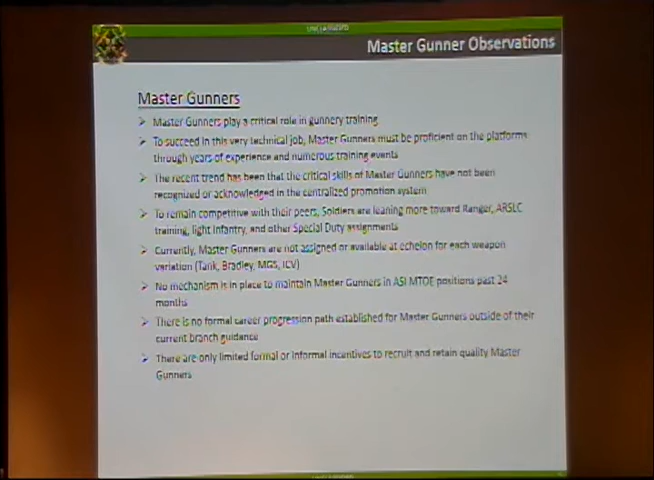 UNCLASSIFIED
Master Gunner Observations
Master Gunners
➢ Master Gunners play a critical role in gunnery training
➢ To succeed in this very technical job, Master Gunners must be proficient on the platforms
through years of experience and numerous training events
➢ The recent trend has been that the critical skills of Master Gunners have not been
recognized or acknowledged in the centralized promotion system
➢ To remain competitive with their peers, Soldiers are leaning more toward Ranger, ARSLC
training, light infantry, and other Special Duty assignments
➢ Currently, Master Gunners are not assigned or available at echelon for each weapon
variation (Tank, Bradley, MGS, ICV)
➢ No mechanism is in place to maintain Master Gunners in ASI MTOE positions past 24
months
➢ There is no formal career progression path established for Master Gunners outside of their
current branch guidance
➢ There are only limited formal or informal incentives to recruit and retain quality Master
Gunners
UNCLASSIFIED